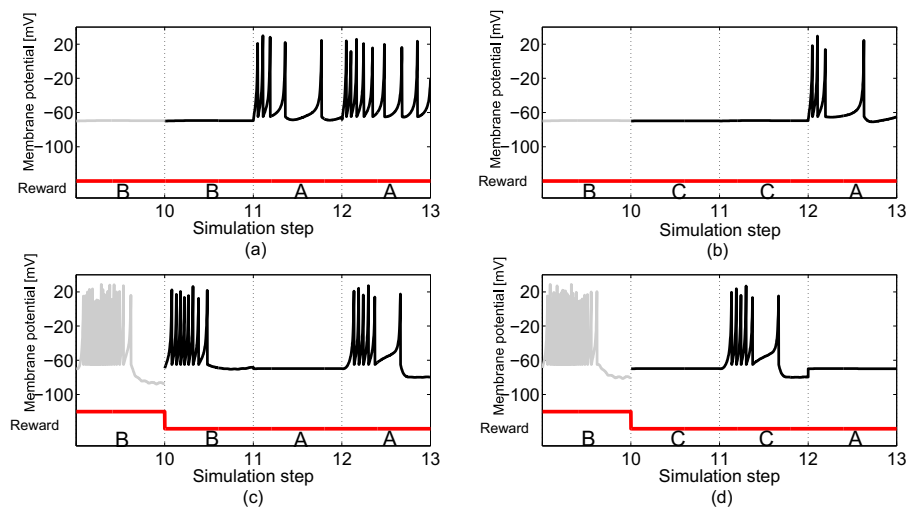 Membrane potential [mV]
20
−20
−60
−100
Reward
B B A A
10 11 12 13
Simulation step
(a)
Membrane potential [mV]
20
−20
−60
−100
Reward
B C C A
10 11 12 13
Simulation step
(b)
Membrane potential [mV]
20
−20
−60
−100
Reward
B B A A
10 11 12 13
Simulation step
(c)
Membrane potential [mV]
20
−20
−60
−100
Reward
B C C A
10 11 12 13
Simulation step
(d)